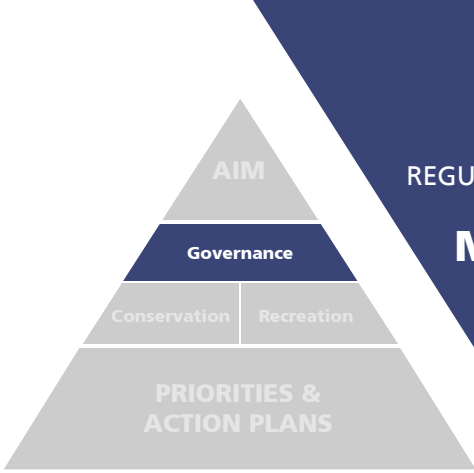 AIM
REGU
M
Governance
Conservation
Recreation
PRIORITIES &
ACTION PLANS